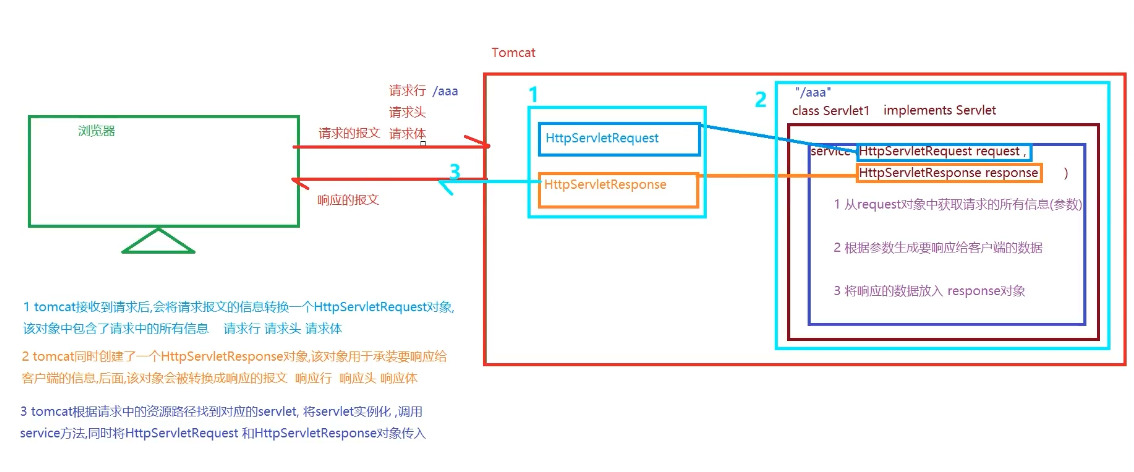 Tomcat
请求行 /aaa
请求头
请求体
请求的报文
响应的报文
浏览器
1
HttpServletRequest
HttpServletResponse
3
2
"/aaa"
class Servlet1 implements Servlet
service HttpServletRequest request ,
HttpServletResponse response )
1 从request对象中获取请求的所有信息(参数)
2 根据参数生成要响应给客户端的数据
3 将响应的数据放入 response对象
1 tomcat接收到请求后,会将请求报文的信息转换一个HttpServletRequest对象,
该对象中包含了请求中的所有信息 请求行 请求头 请求体
2 tomcat同时创建了一个HttpServletResponse对象,该对象用于承装要响应给
客户端的信息,后面,该对象会被转换成响应的报文 响应行 响应头 响应体
3 tomcat根据请求中的资源路径找到对应的servlet, 将servlet实例化 ,调用
service方法,同时将HttpServletRequest 和HttpServletResponse对象传入